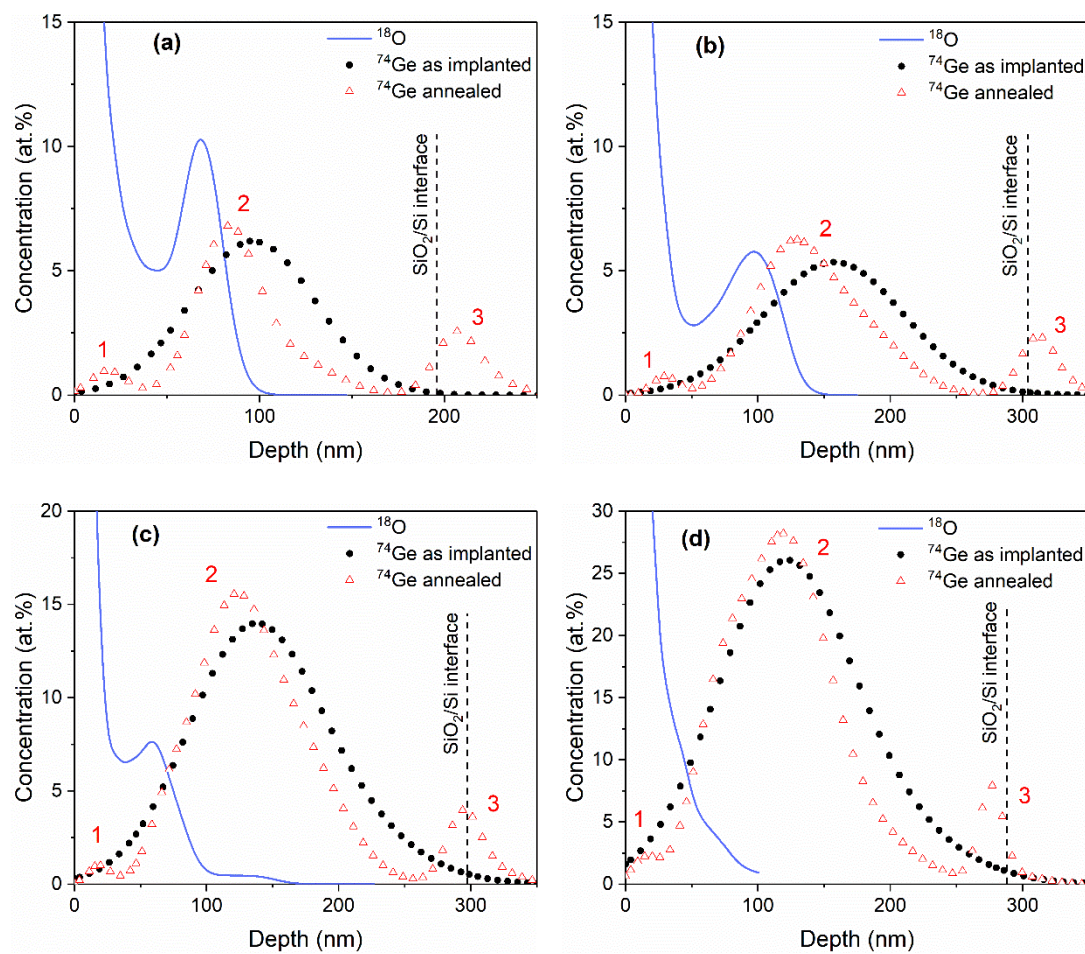 (a)
¹⁸O
⁷⁴Ge as implanted
⁷⁴Ge annealed
SiO₂/Si interface
1
2
3
15
10
5
0
Concentration (at.%)
0 100 200
Depth (nm)
(b)
¹⁸O
⁷⁴Ge as implanted
⁷⁴Ge annealed
SiO₂/Si interface
1
2
3
15
10
5
0
Concentration (at.%)
0 100 200 300
Depth (nm)
(c)
¹⁸O
⁷⁴Ge as implanted
⁷⁴Ge annealed
SiO₂/Si interface
1
2
3
20
15
10
5
0
Concentration (at.%)
0 100 200 300
Depth (nm)
(d)
¹⁸O
⁷⁴Ge as implanted
⁷⁴Ge annealed
SiO₂/Si interface
1
2
3
30
25
20
15
10
5
0
Concentration (at.%)
0 100 200 300
Depth (nm)